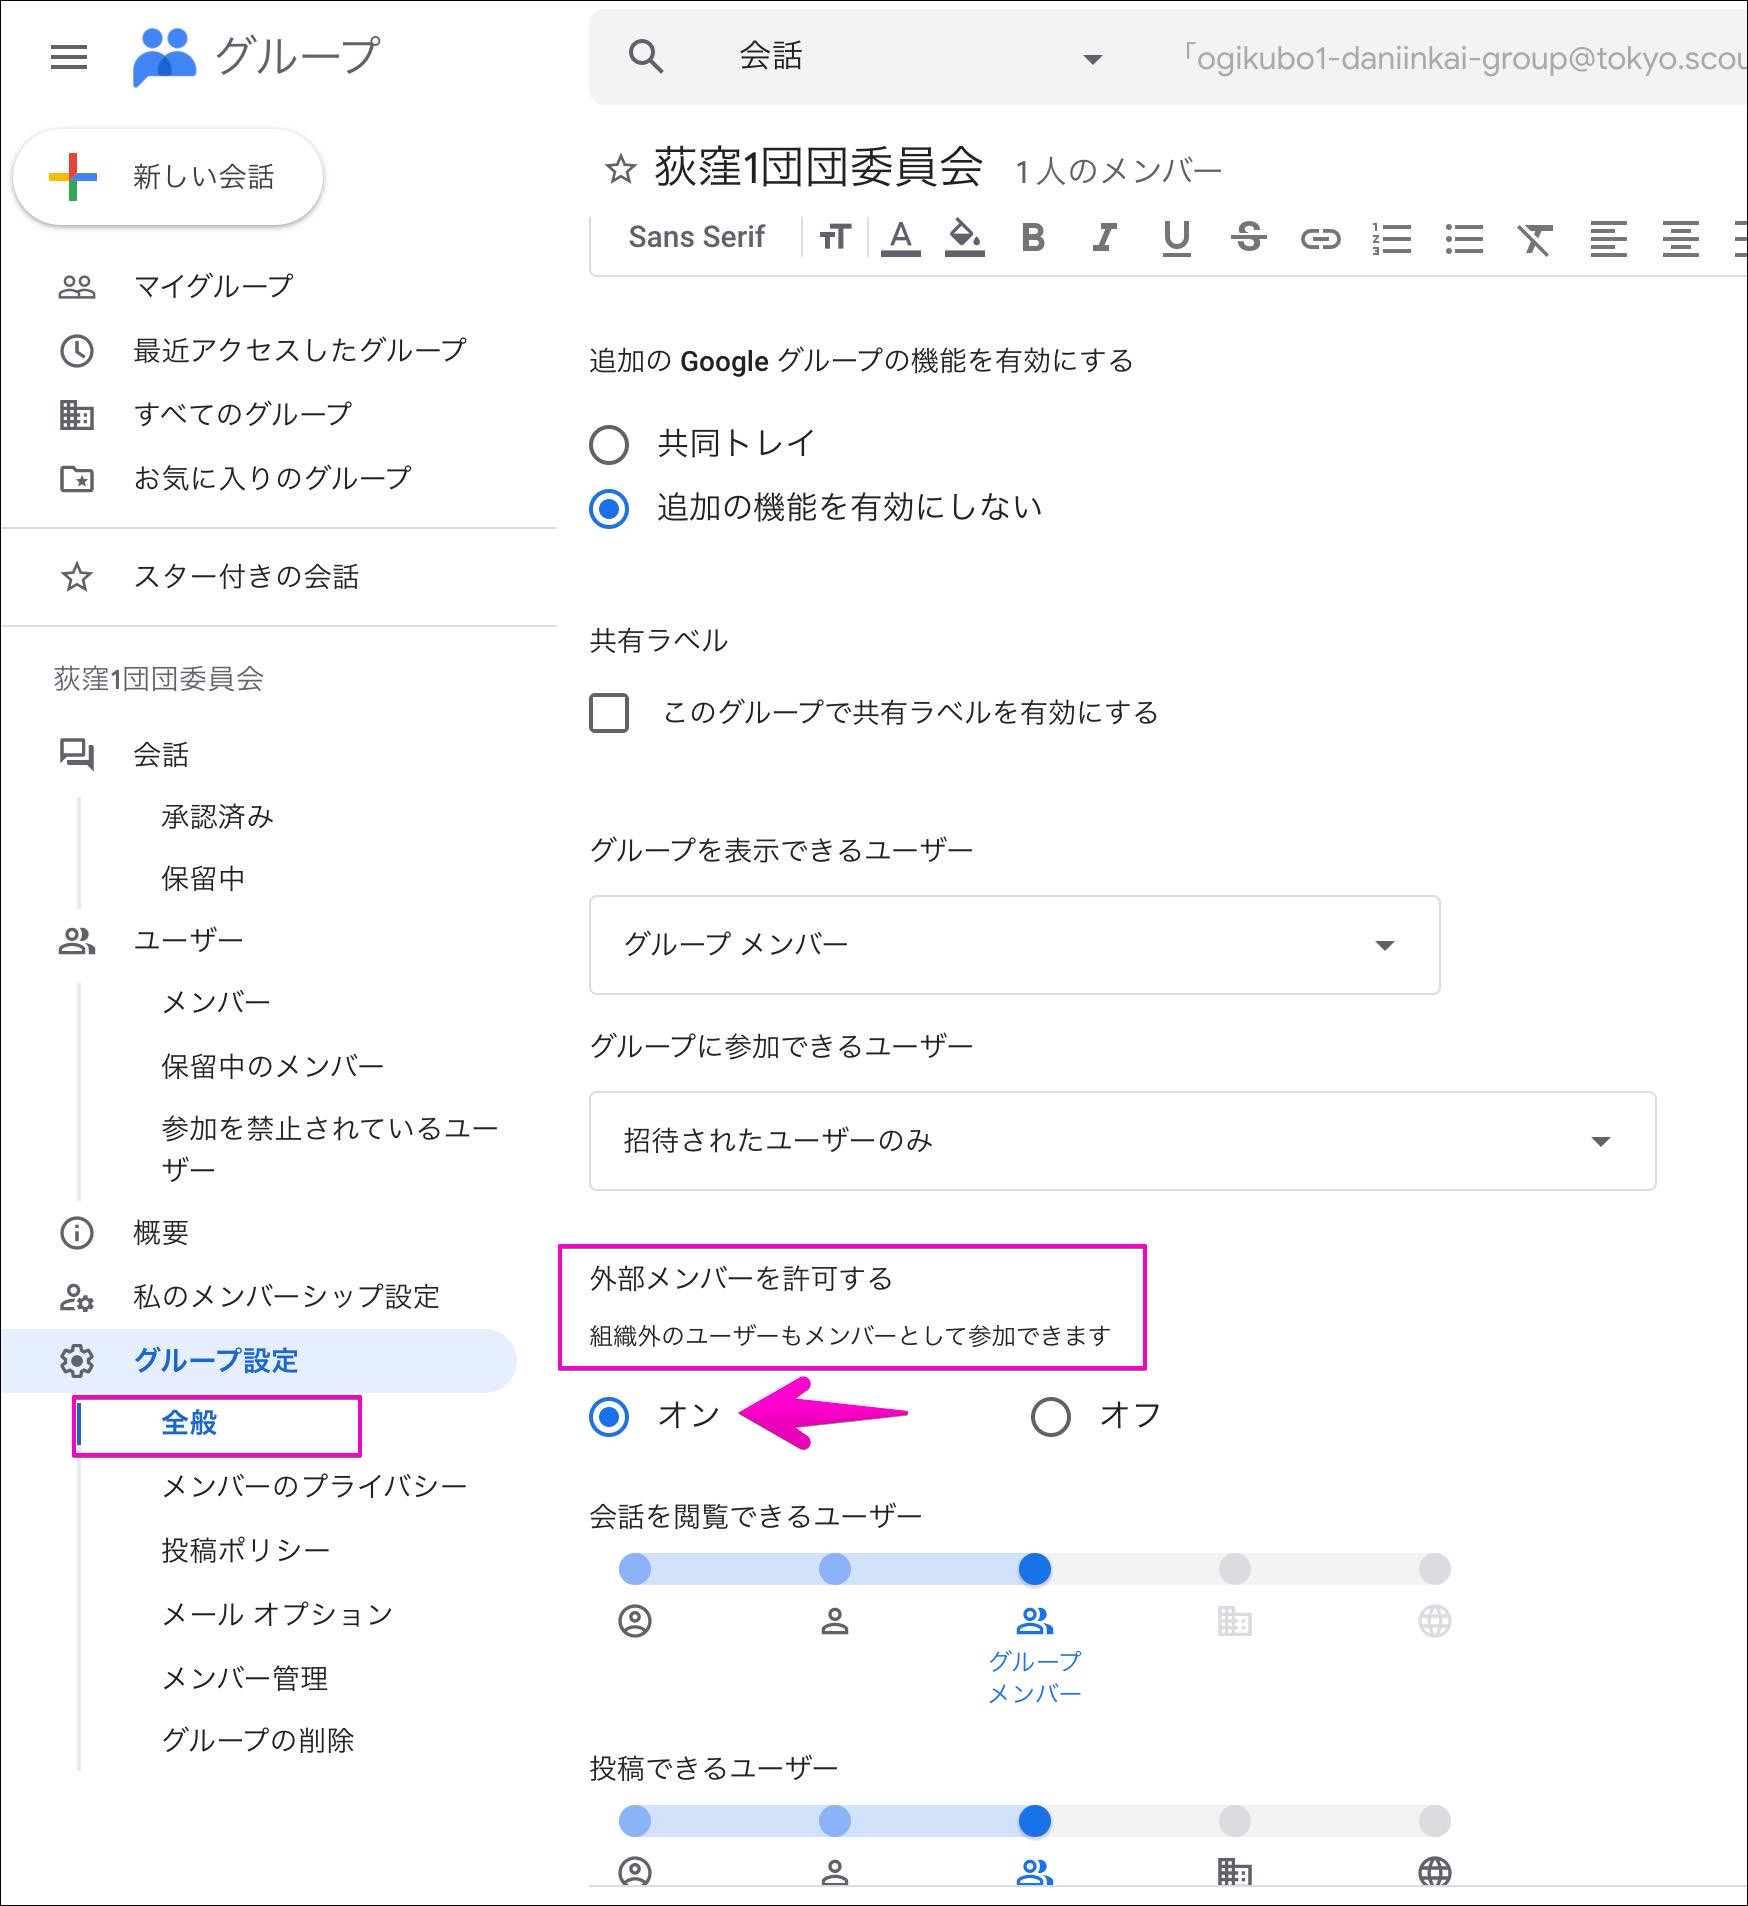 グループ
会話
「ogikubo1-daniinkai-group@tokyo.scou
新しい会話
マイグループ
最近アクセスしたグループ
すべてのグループ
お気に入りのグループ
スター付きの会話
荻窪1団団委員会
会話
承認済み
保留中
ユーザー
メンバー
保留中のメンバー
参加を禁止されているユー
ザー
概要
私のメンバーシップ設定
グループ設定
全般
メンバーのプライバシー
投稿ポリシー
メール オプション
メンバー管理
グループの削除
荻窪1団団委員会 1 人のメンバー
Sans Serif
追加の Google グループの機能を有効にする
共同トレイ
追加の機能を有効にしない
共有ラベル
このグループで共有ラベルを有効にする
グループを表示できるユーザー
グループ メンバー
グループに参加できるユーザー
招待されたユーザーのみ
外部メンバーを許可する
組織外のユーザーもメンバーとして参加できます
オン オフ
会話を閲覧できるユーザー
グループ
メンバー
投稿できるユーザー